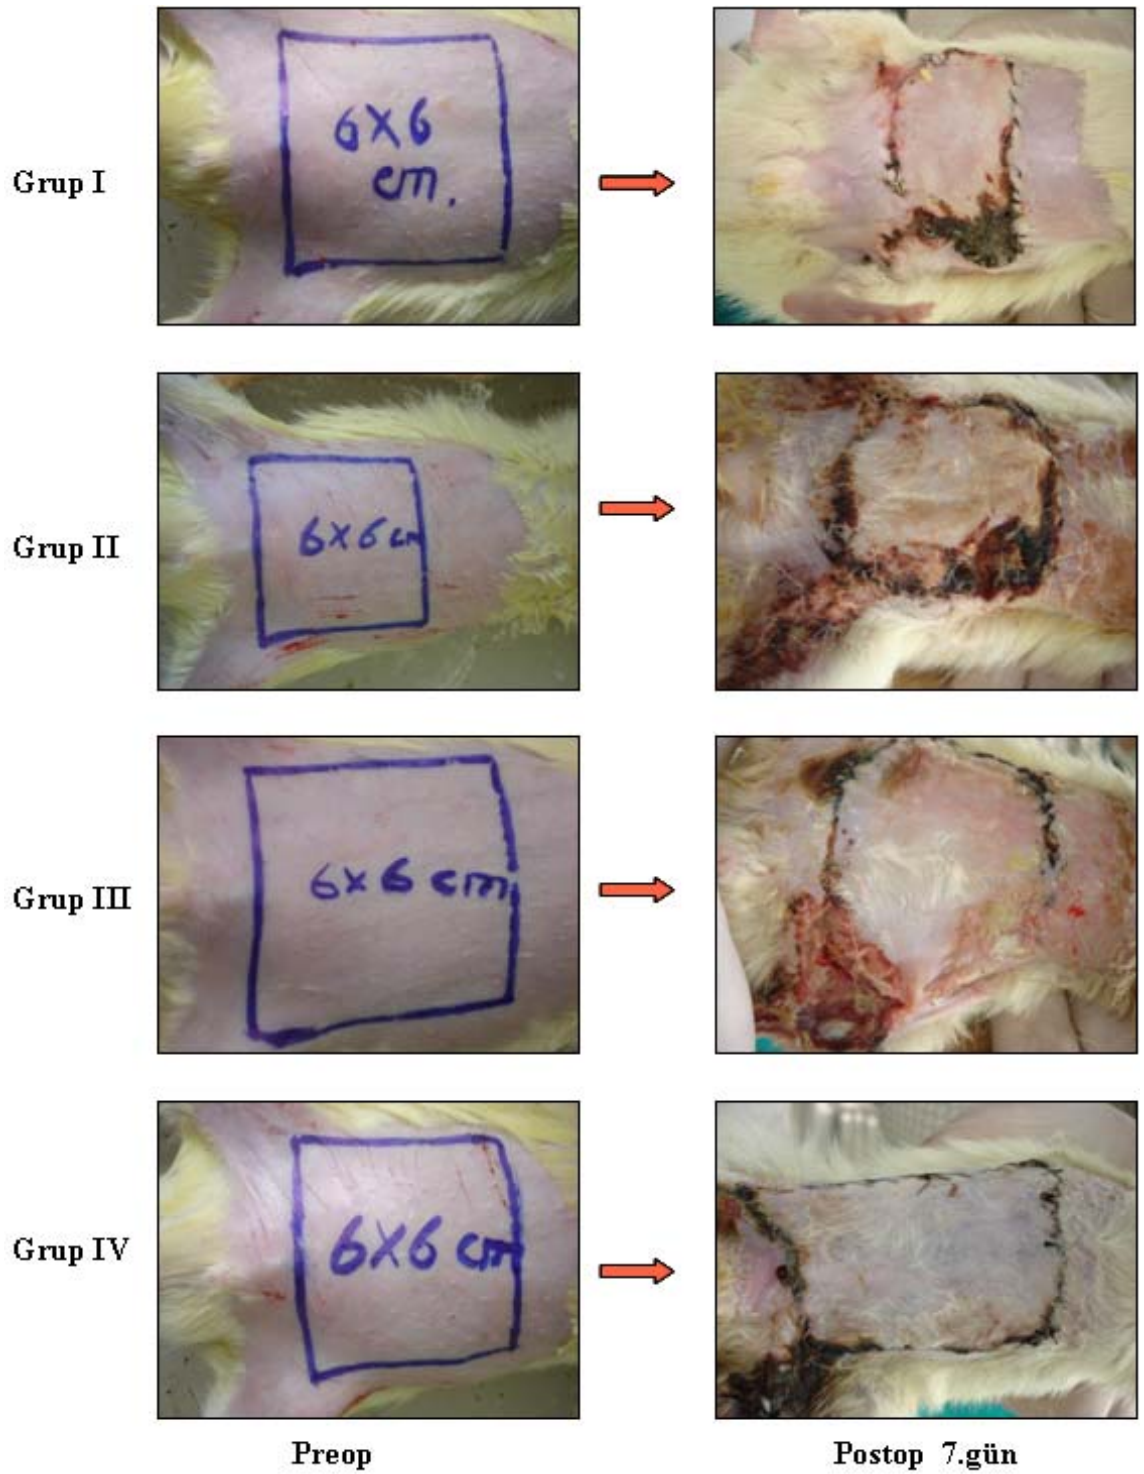 Grup I
6X6
cm.
Grup II
6X6 cm
Grup III
6X6 cm
Grup IV
6X6 cm
Preop
Postop 7.gün